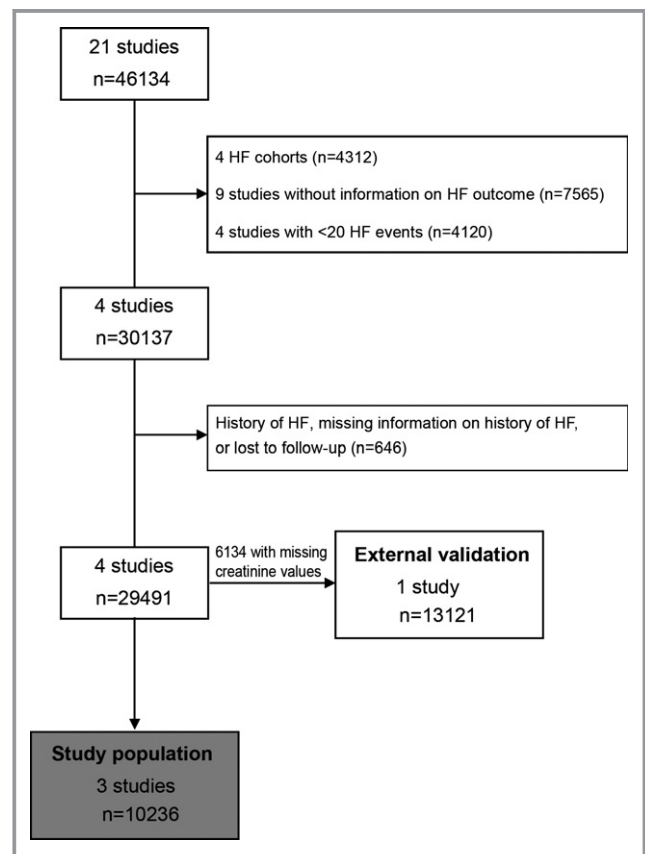 21 studies
n=46134
4 HF cohorts (n=4312)
9 studies without information on HF outcome (n=7565)
4 studies with <20 HF events (n=4120)
4 studies
n=30137
History of HF, missing information on history of HF,
or lost to follow-up (n=646)
4 studies
n=29491
6134 with missing
creatinine values
External validation
1 study
n=13121
Study population
3 studies
n=10236